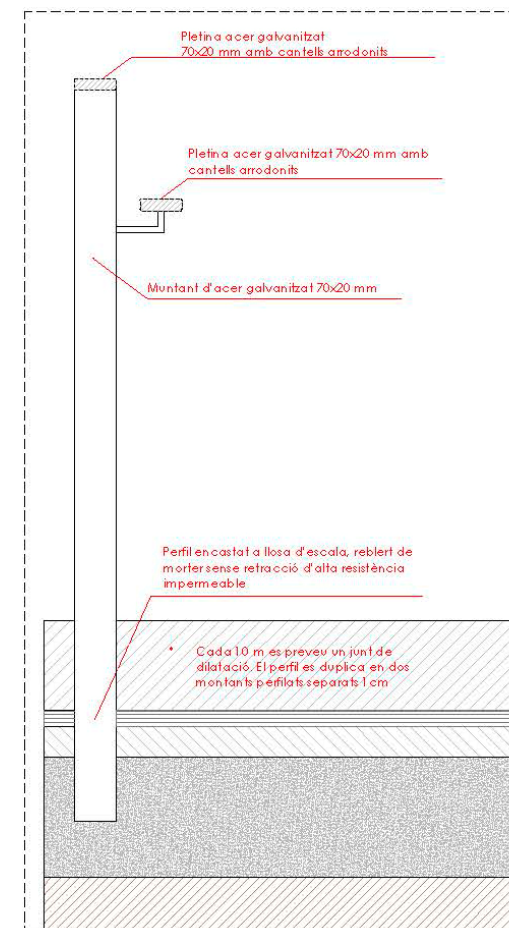 Pletina acer galvanitzat
70x20 mm amb cantells arrodonits
Pletina acer galvanitzat 70x20 mm amb
cantells arrodonits
Muntant d'acer galvanitzat 70x20 mm
Perfil encastat a llosa d'escala, reblert de
morter sense retracció d'alta resistència
impermeable
* Cada 10 m es preveu un junt de
dilatació. El perfil es duplica en dos
montants perfilats separats 1 cm